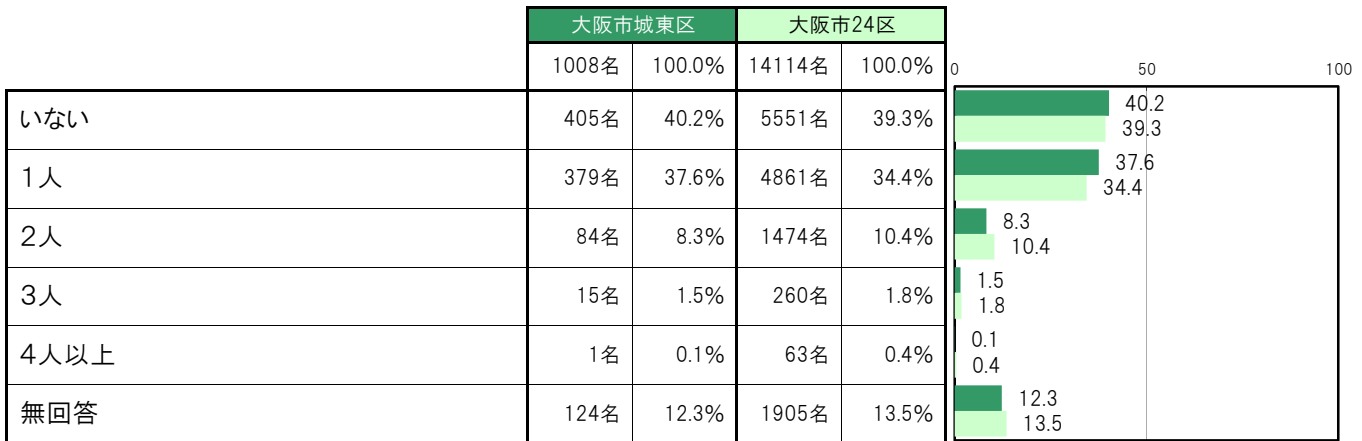 大阪市城東区 大阪市24区
1008名 100.0% 14114名 100.0% 0 50 100
いない 405名 40.2% 5551名 39.3% 40.2
39.3
1人 379名 37.6% 4861名 34.4% 37.6
34.4
2人 84名 8.3% 1474名 10.4% 8.3
10.4
3人 15名 1.5% 260名 1.8% 1.5
1.8
4人以上 1名 0.1% 63名 0.4% 0.1
0.4
無回答 124名 12.3% 1905名 13.5% 12.3
13.5